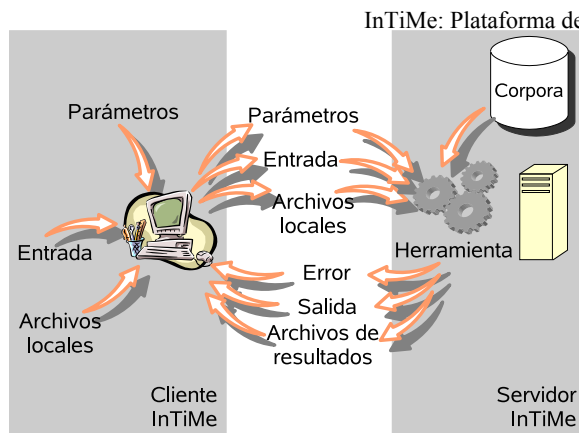 InTiMe: Plataforma de
Corpora
Parámetros
Parámetros
Entrada
Archivos
locales
Entrada
Herramienta
Archivos
locales
Error
Salida
Archivos de
resultados
Cliente
InTiMe
Servidor
InTiMe